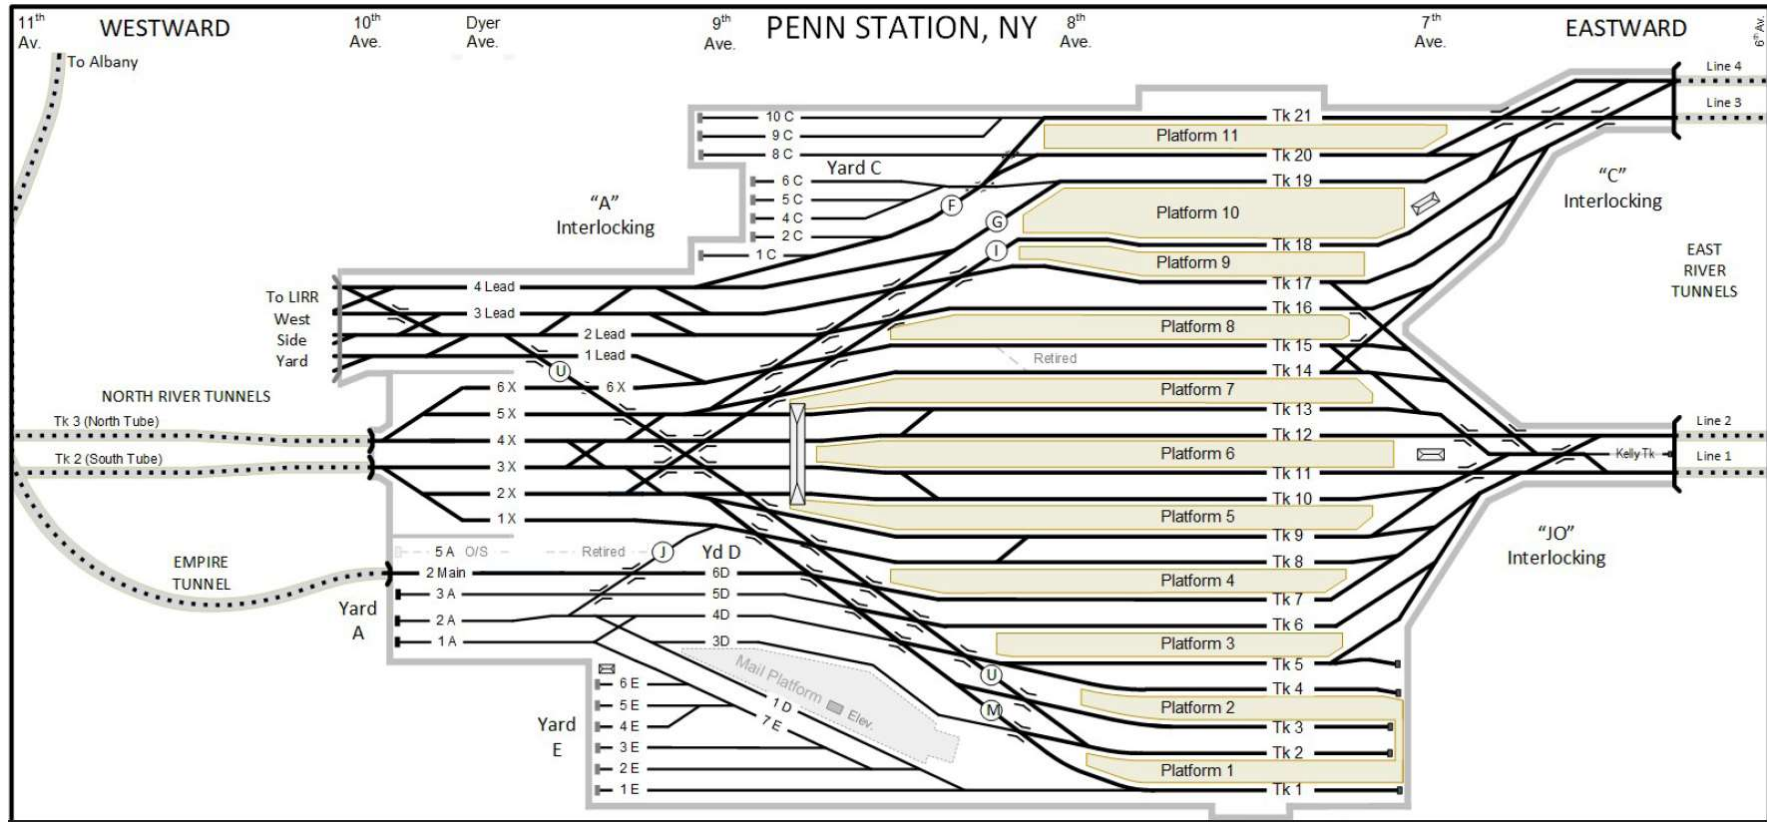 11th
Av.
WESTWARD
10th
Ave.
Dyer
Ave.
9th
Ave.
PENN STATION, NY
8th
Ave.
7th
Ave.
EASTWARD
6th Av.
To Albany
Line 4
Line 3
10 C
9 C
8 C
Yard C
6 C
5 C
4 C
2 C
1 C
"A"
Interlocking
F
G
I
Tk 21
Platform 11
Tk 20
Tk 19
Platform 10
Tk 18
Platform 9
Tk 17
Tk 16
Platform 8
Tk 15
Retired
Tk 14
Platform 7
Tk 13
Tk 12
Platform 6
Tk 11
Tk 10
Platform 5
Tk 9
Tk 8
Platform 4
Tk 7
Tk 6
Platform 3
Tk 5
Tk 4
Platform 2
Tk 3
Tk 2
Platform 1
Tk 1
"C"
Interlocking
EAST
RIVER
TUNNELS
To LIRR
West
Side
Yard
4 Lead
3 Lead
2 Lead
1 Lead
U
6 X
6 X
5 X
4 X
3 X
2 X
1 X
NORTH RIVER TUNNELS
Tk 3 (North Tube)
Tk 2 (South Tube)
Line 2
Kelly Tk
Line 1
"JO"
Interlocking
EMPIRE
TUNNEL
5 A O/S
Retired
J
Yd D
2 Main
6D
3 A
5D
Yard
A
2 A
4D
1 A
3D
U
M
Mail Platform
Elev.
1 D
7 E
Yard
E
6 E
5 E
4 E
3 E
2 E
1 E